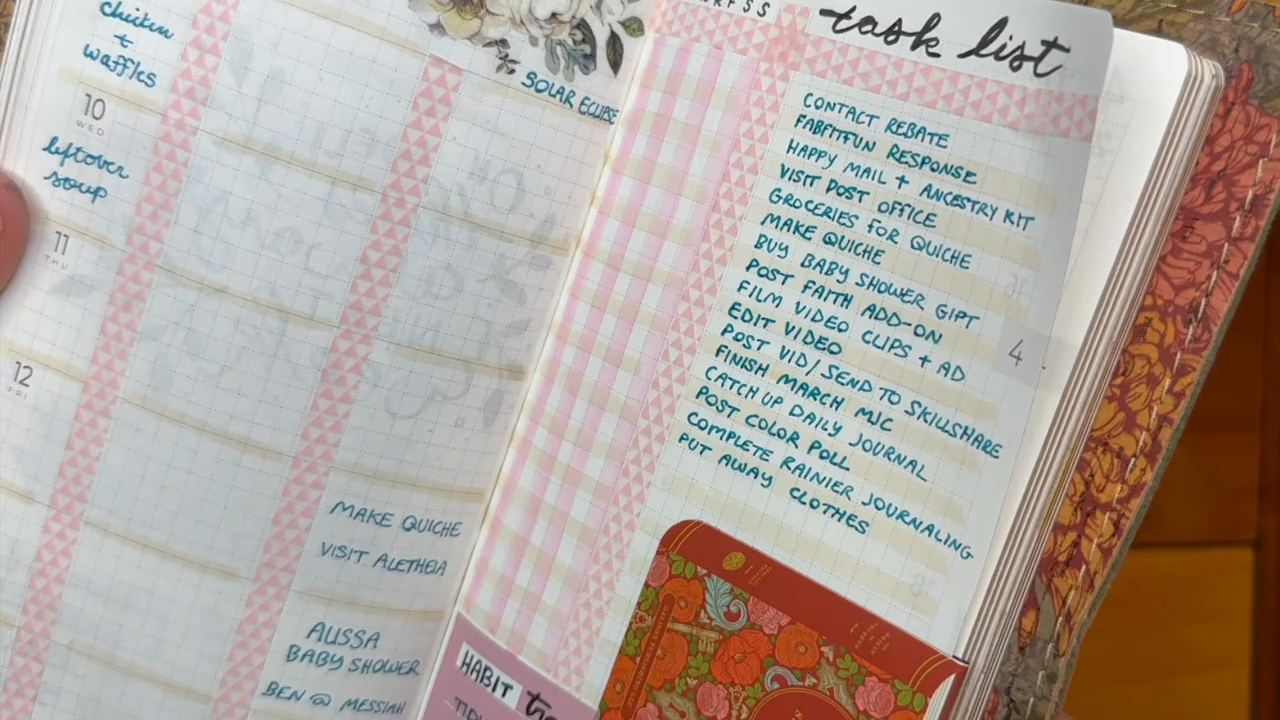 chicken
+
waffles
10
WED
leftover
soup
11
THU
12
FRI
SOLAR ECLIPSE
MAKE QUICHE
VISIT ALETHEIA
ALISSA
BABY SHOWER
BEN @ MESSIAH
task list
CONTACT REBATE
FABFITFUN RESPONSE
HAPPY MAIL + ANCESTRY KIT
VISIT POST OFFICE
GROCERIES FOR QUICHE
MAKE QUICHE
BUY BABY SHOWER GIFT
POST FAITH ADD-ON
FILM VIDEO CLIPS + AD
EDIT VIDEO
POST VID/SEND TO SKILLSHARE
FINISH MARCH MJC
CATCH UP DAILY JOURNAL
POST COLOR POLL
COMPLETE RAINIER JOURNALING
PUT AWAY CLOTHES
4
HABIT